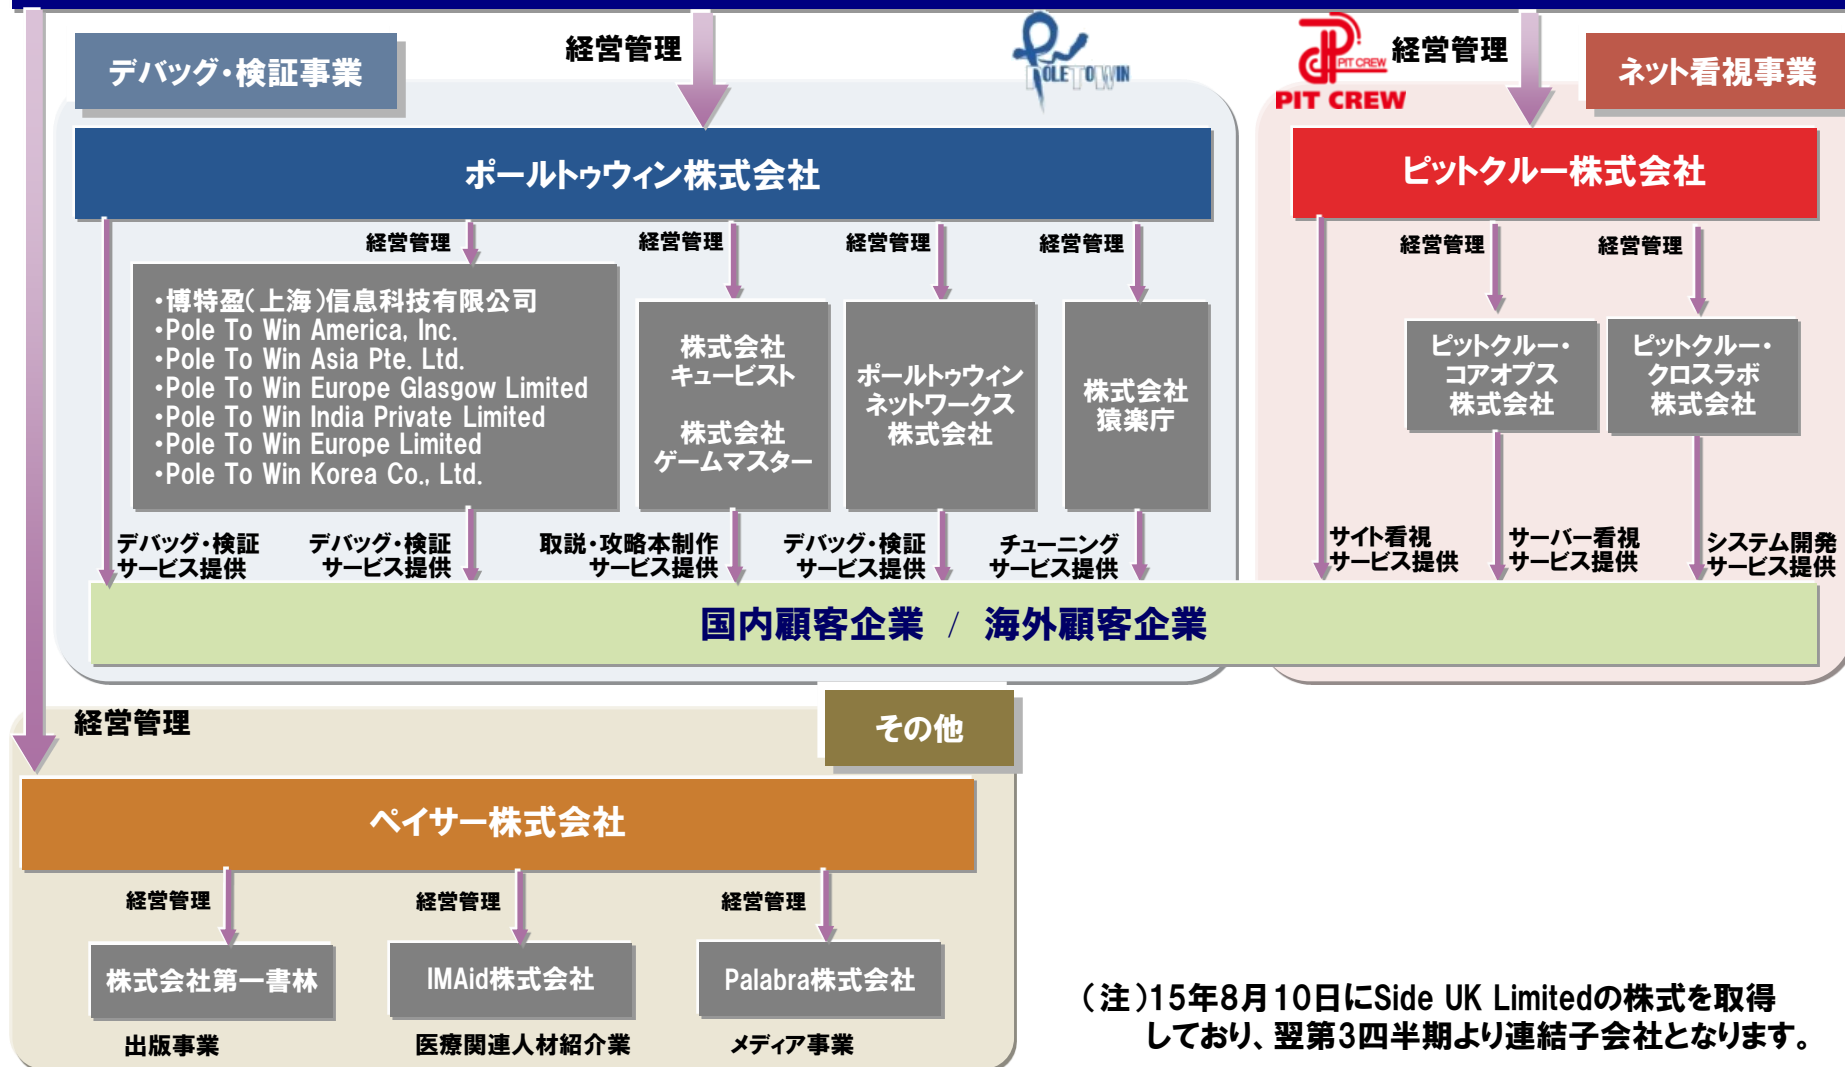 デバッグ・検証事業
経営管理
POLE TO WIN
PIT CREW
PIT CREW
経営管理
ネット看視事業
ポールトゥウィン株式会社
ピットクルー株式会社
経営管理
経営管理
経営管理
経営管理
経営管理
経営管理
・博特盈(上海)信息科技有限公司
・Pole To Win America, Inc.
・Pole To Win Asia Pte. Ltd.
・Pole To Win Europe Glasgow Limited
・Pole To Win India Private Limited
・Pole To Win Europe Limited
・Pole To Win Korea Co., Ltd.
株式会社
キュービスト
株式会社
ゲームマスター
ポールトゥウィン
ネットワークス
株式会社
株式会社
猿楽庁
ピットクルー・
コアオプス
株式会社
ピットクルー・
クロスラボ
株式会社
デバッグ・検証
サービス提供
デバッグ・検証
サービス提供
取説・攻略本制作
サービス提供
デバッグ・検証
サービス提供
チューニング
サービス提供
サイト看視
サービス提供
サーバー看視
サービス提供
システム開発
サービス提供
国内顧客企業 / 海外顧客企業
経営管理
その他
ペイサー株式会社
経営管理
経営管理
経営管理
株式会社第一書林
IMAid株式会社
Palabra株式会社
出版事業
医療関連人材紹介業
メディア事業
(注)15年8月10日にSide UK Limitedの株式を取得
しており、翌第3四半期より連結子会社となります。